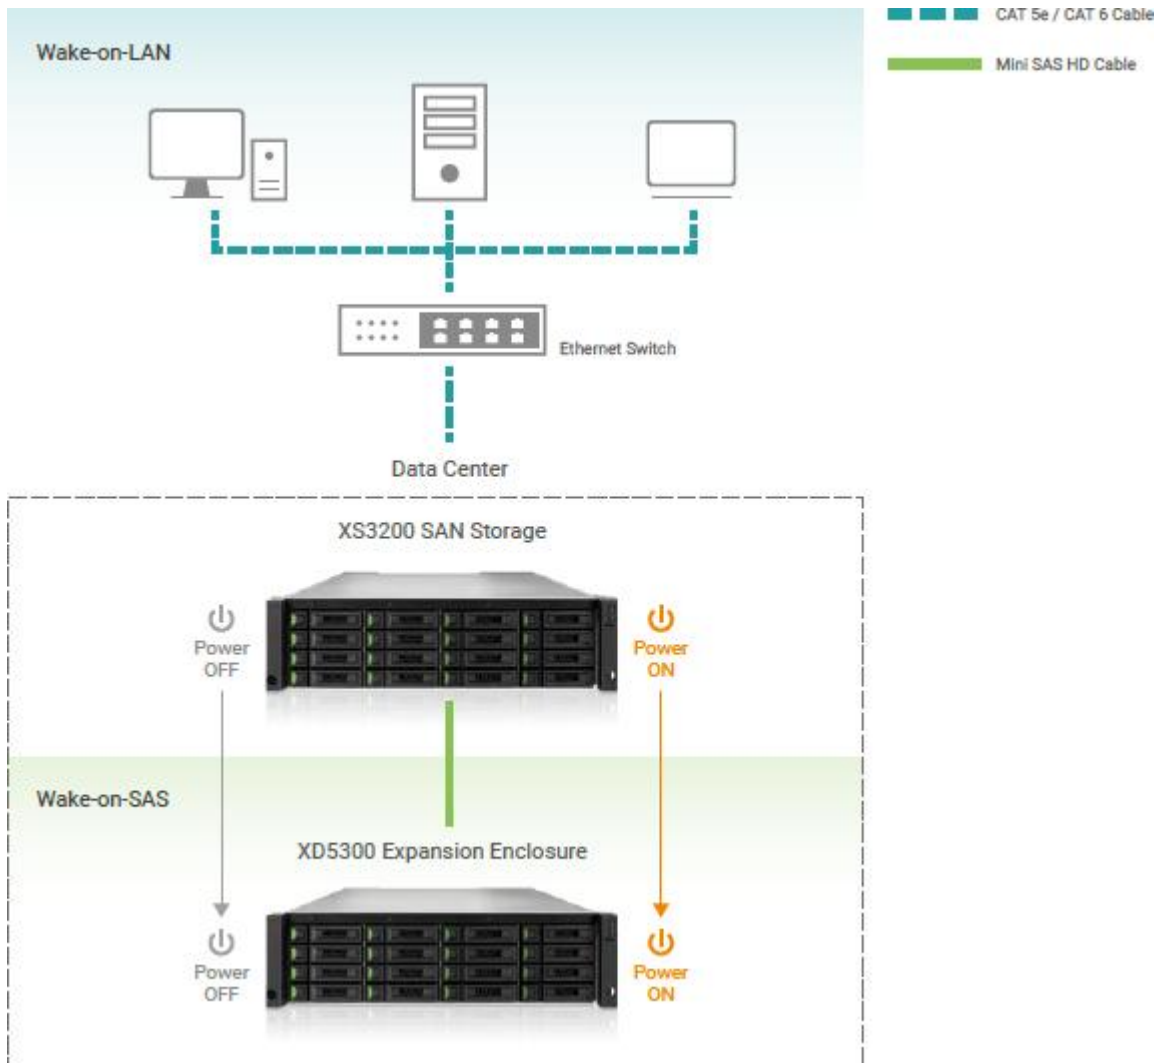 Wake-on-LAN
CAT 5e / CAT 6 Cable
Mini SAS HD Cable
Ethernet Switch
Data Center
XS3200 SAN Storage
Power
OFF
Power
ON
Wake-on-SAS
XD5300 Expansion Enclosure
Power
OFF
Power
ON